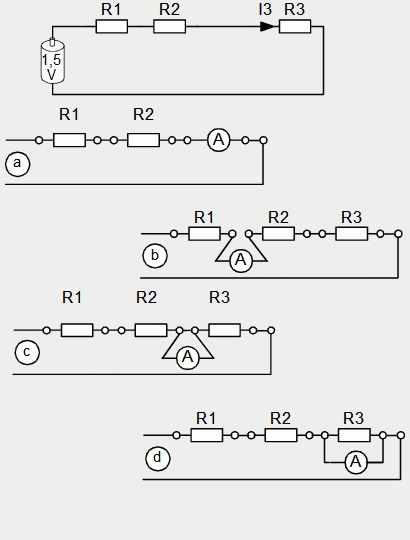 R1 R2 I3 R3
1,5
V
R1 R2
A
a
R1 R2 R3
b A
R1 R2 R3
c A
R1 R2 R3
d A